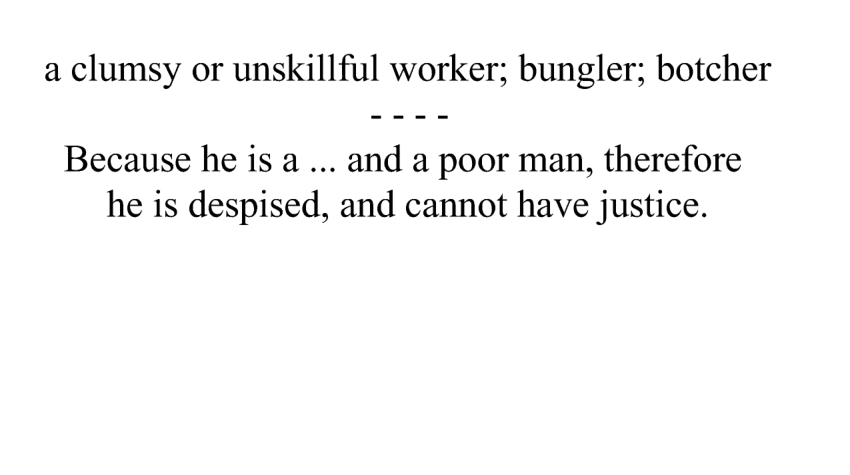 a clumsy or unskillful worker; bungler; botcher
- - - -
Because he is a ... and a poor man, therefore
he is despised, and cannot have justice.